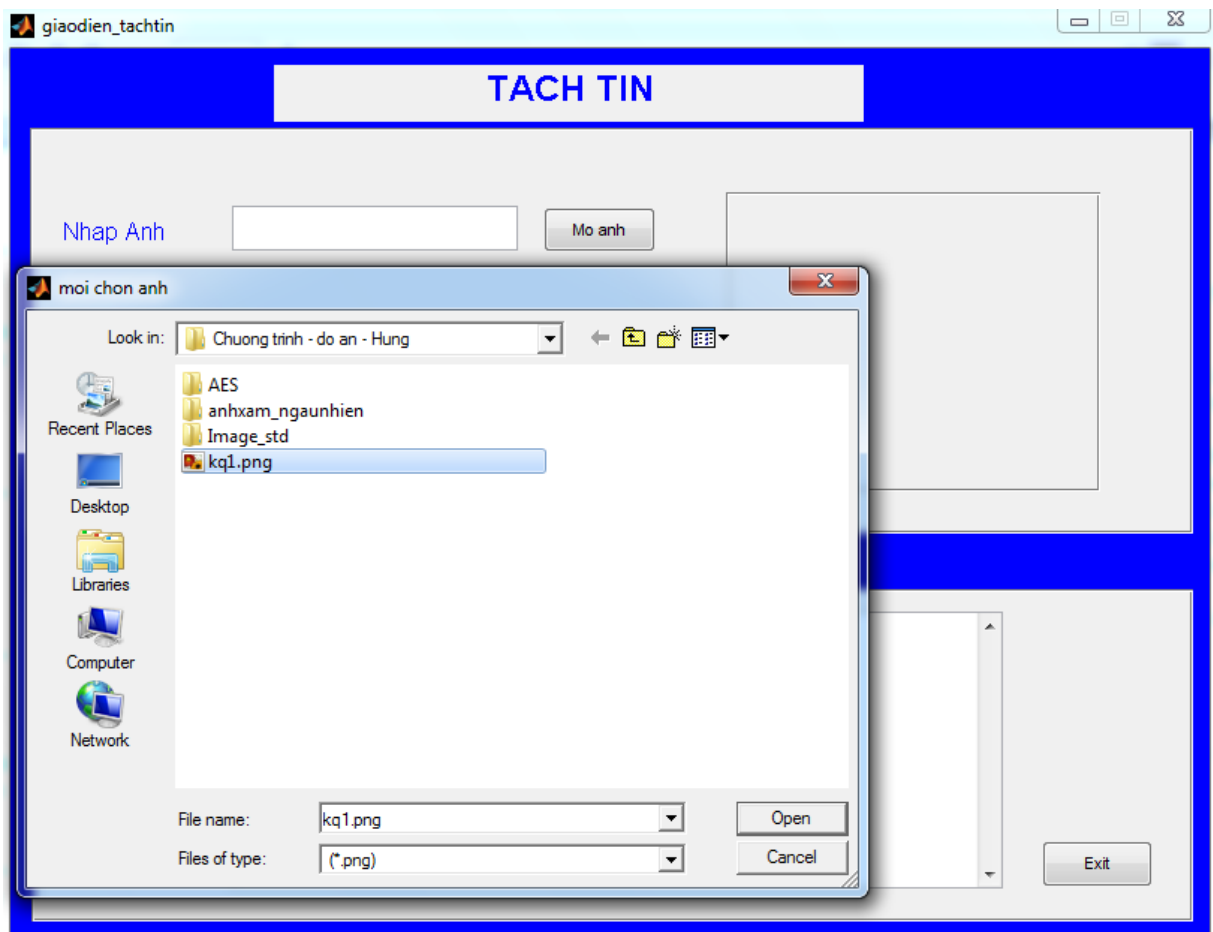 giaodien_tachtin
TACH TIN
Nhap Anh
Mo anh
moi chon anh
Look in:
Chuong trinh - do an - Hung
Recent Places
Desktop
Libraries
Computer
Network
AES
anhxam_ngaunhien
Image_std
kq1.png
File name:
kq1.png
Open
Files of type:
(*.png)
Cancel
Exit